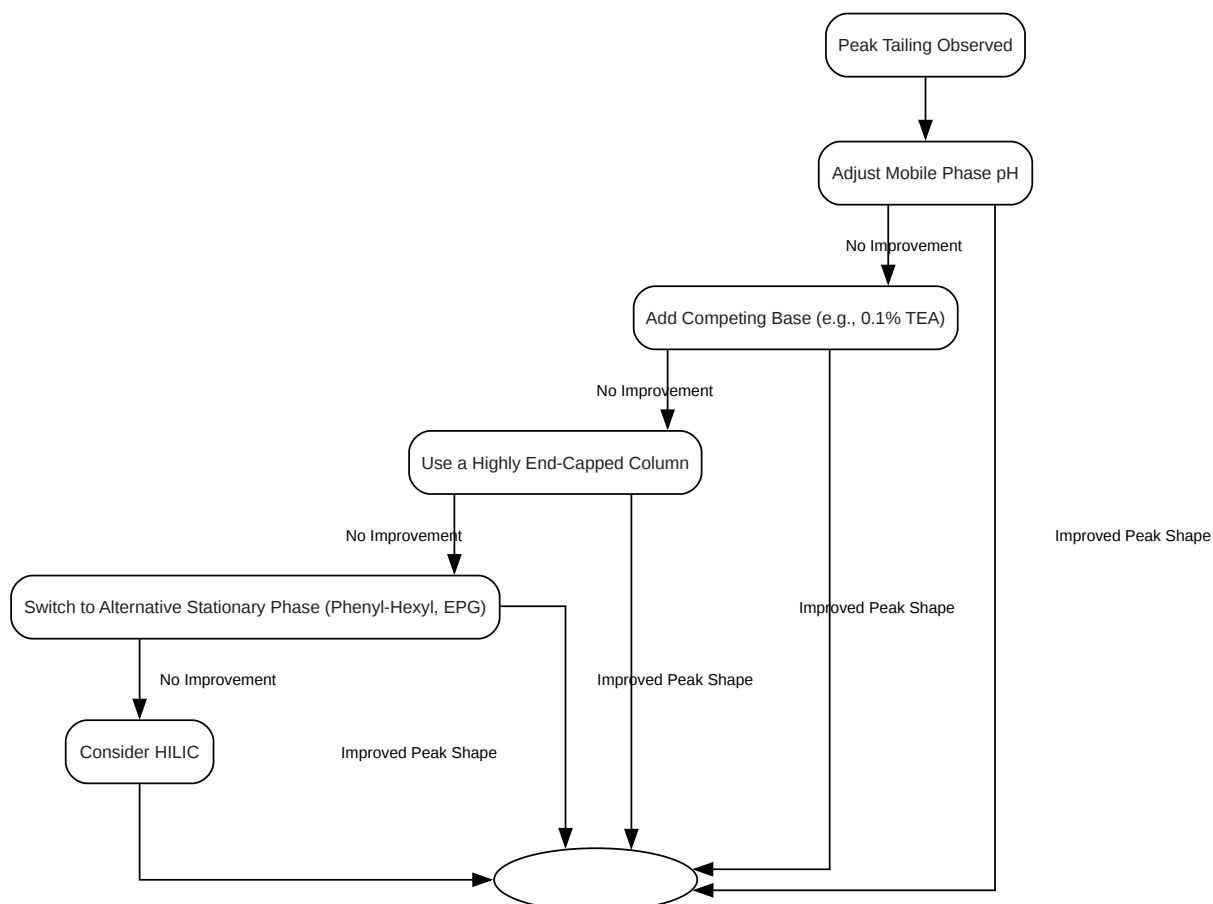 Peak Tailing Observed
Adjust Mobile Phase pH
No Improvement
Add Competing Base (e.g., 0.1% TEA)
No Improvement
Use a Highly End-Capped Column
No Improvement
Improved Peak Shape
Switch to Alternative Stationary Phase (Phenyl-Hexyl, EPG)
Improved Peak Shape
No Improvement
Improved Peak Shape
Consider HILIC
Improved Peak Shape